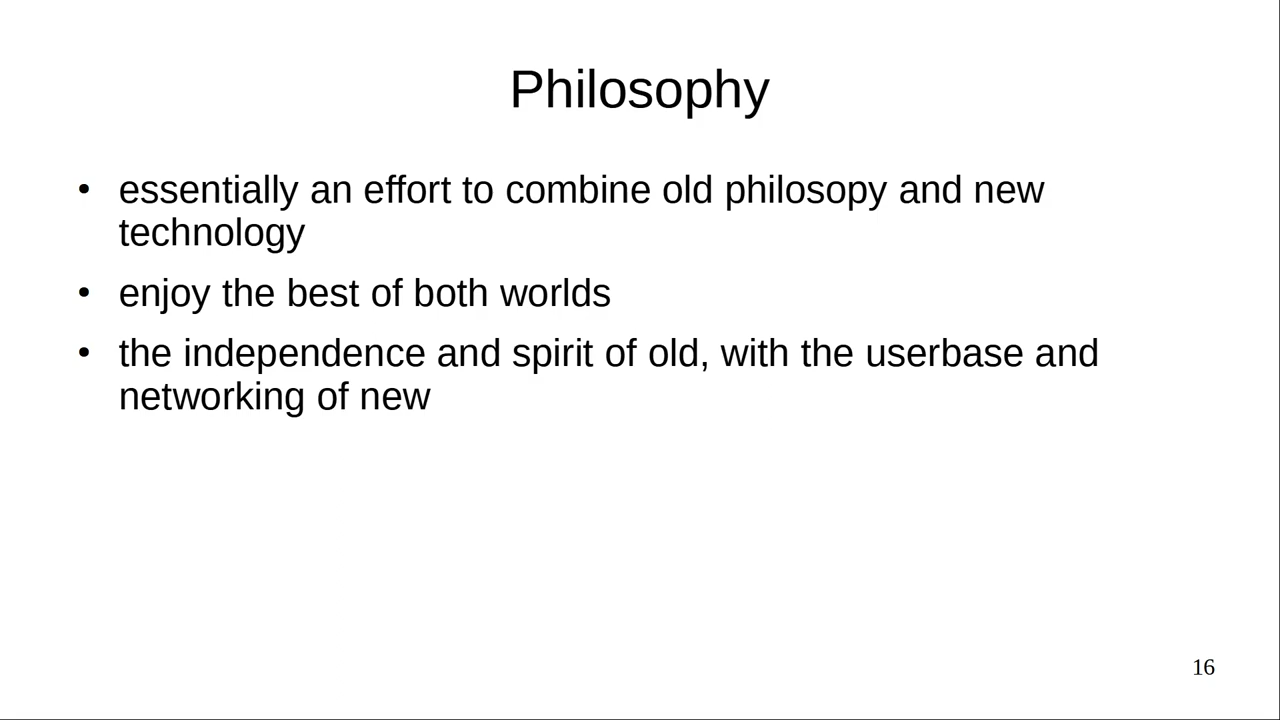 Philosophy
• essentially an effort to combine old philosopy and new
technology
• enjoy the best of both worlds
• the independence and spirit of old, with the userbase and
networking of new
16